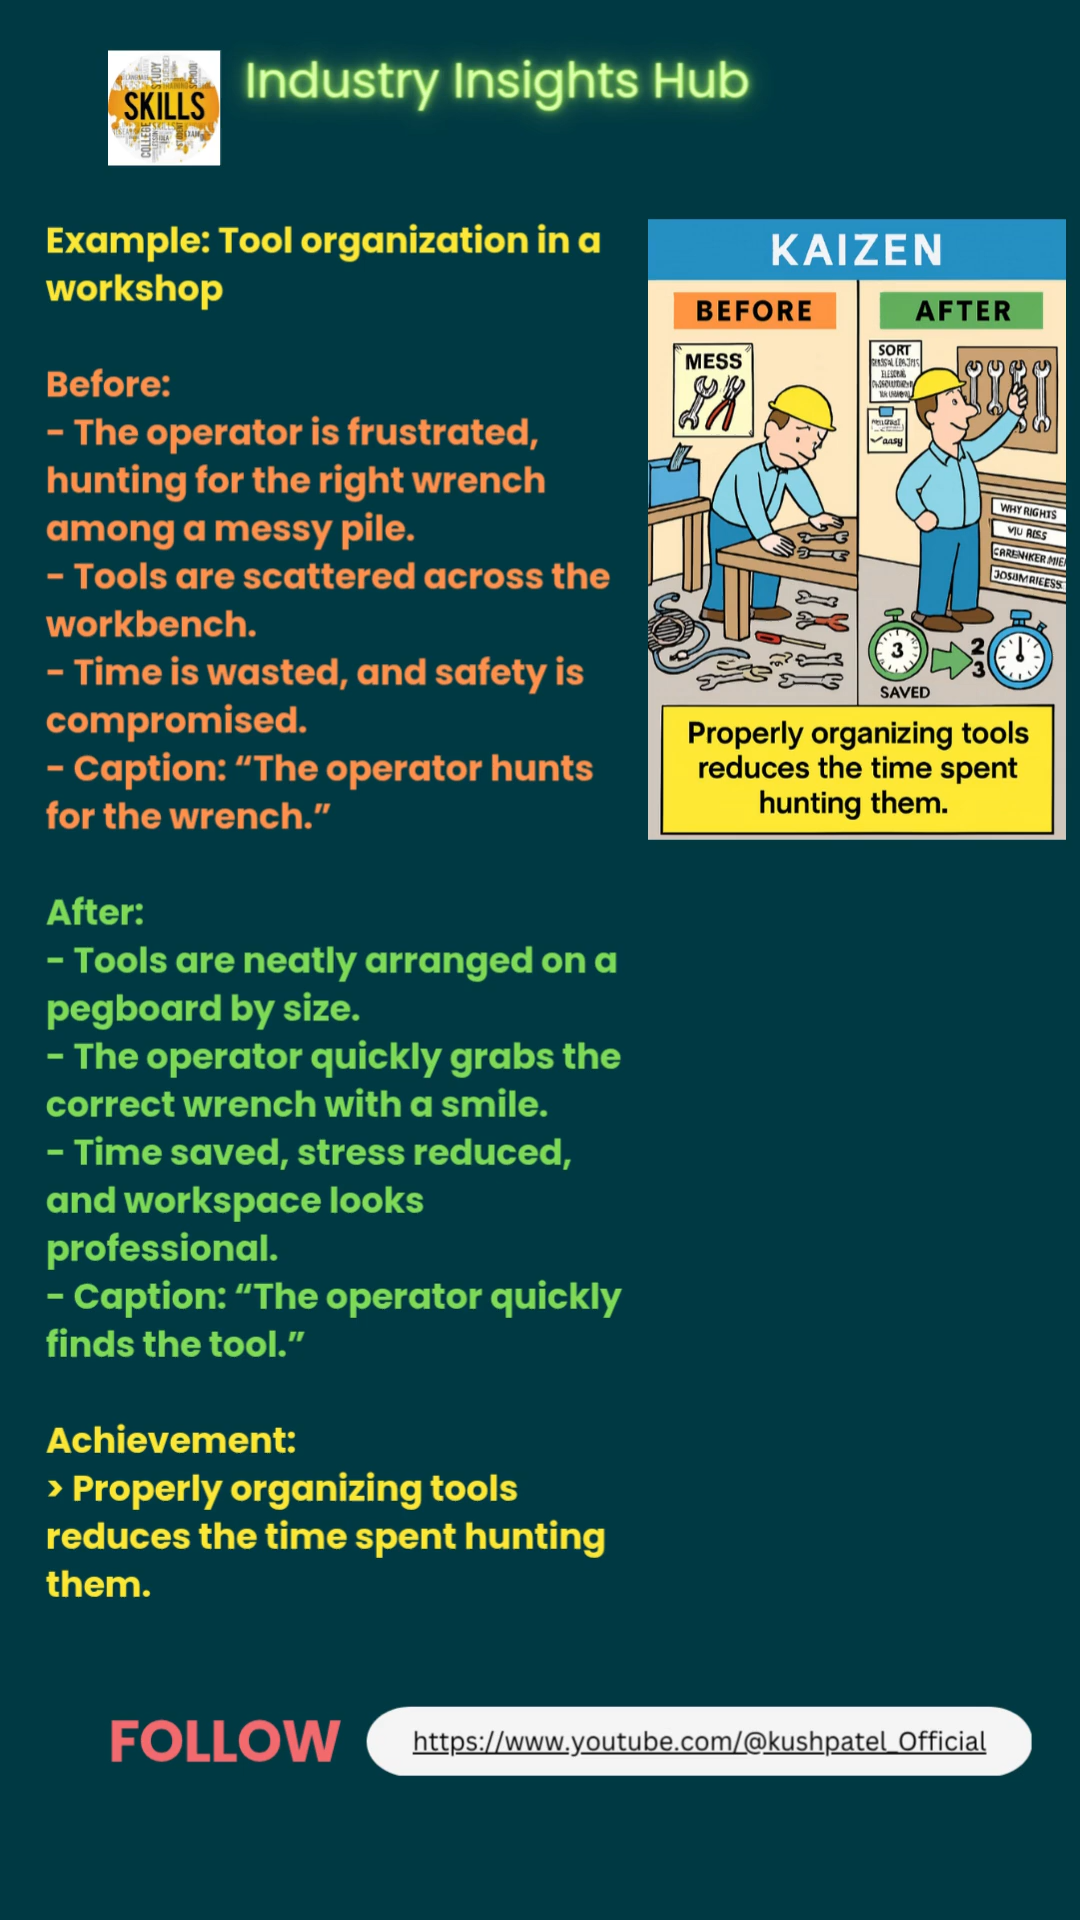 SKILLS
Industry Insights Hub
Example: Tool organization in a
workshop
Before:
- The operator is frustrated,
hunting for the right wrench
among a messy pile.
- Tools are scattered across the
workbench.
- Time is wasted, and safety is
compromised.
- Caption: “The operator hunts
for the wrench.”
After:
- Tools are neatly arranged on a
pegboard by size.
- The operator quickly grabs the
correct wrench with a smile.
- Time saved, stress reduced,
and workspace looks
professional.
- Caption: “The operator quickly
finds the tool.”
Achievement:
> Properly organizing tools
reduces the time spent hunting
them.
KAIZEN
BEFORE
AFTER
MESS
SORT
easy
WHY RIGHTS
VIU RESS
3
2
3
SAVED
Properly organizing tools
reduces the time spent
hunting them.
FOLLOW
https://www.youtube.com/@kushpatel_Official